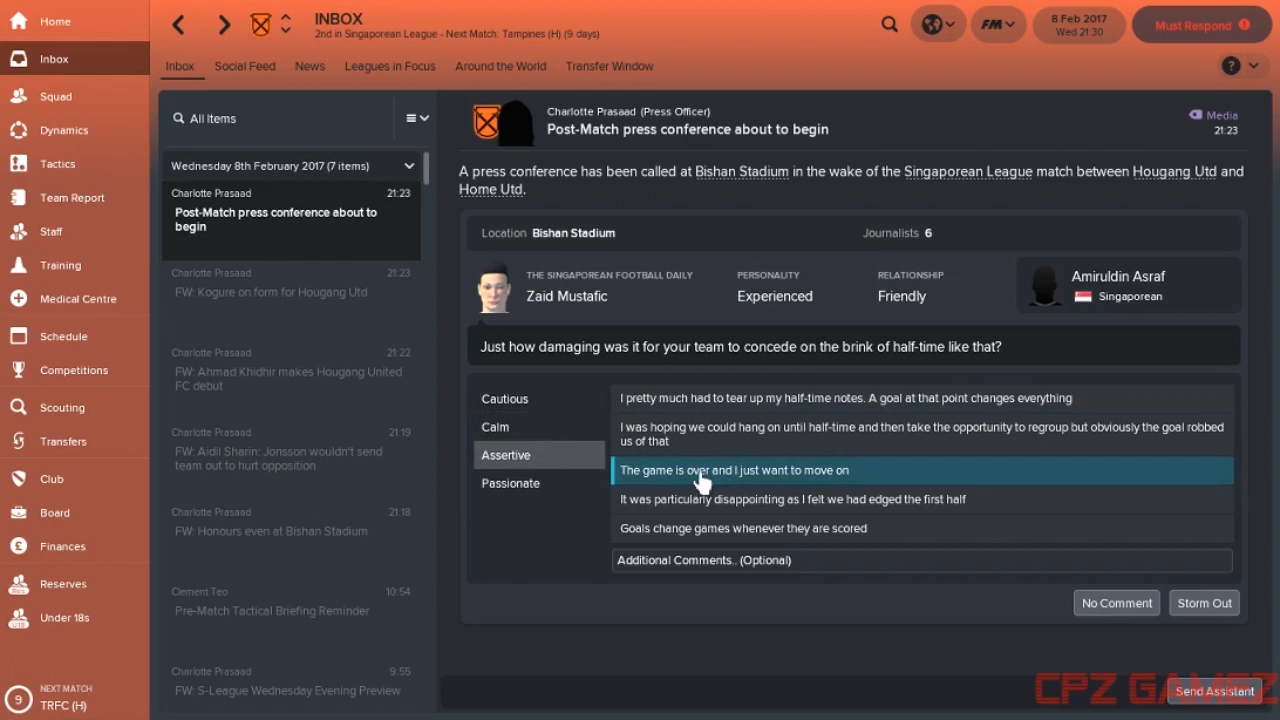 Home
Inbox
Squad
Dynamics
Tactics
Team Report
Staff
Training
Medical Centre
Schedule
Competitions
Scouting
Transfers
Club
Board
Finances
Reserves
Under 18s
9
NEXT MATCH
TRFC (H)
INBOX
2nd in Singaporean League - Next Match: Tampines (H) (9 days)
FM
8 Feb 2017
Wed 21:30
Must Respond
Inbox Social Feed News Leagues in Focus Around the World Transfer Window
All Items
Wednesday 8th February 2017 (7 items)
Charlotte Prasaad 21:23
Post-Match press conference about to
begin
Charlotte Prasaad 21:23
FW: Kogure on form for Hougang Utd
Charlotte Prasaad 21:22
FW: Ahmad Khidhir makes Hougang United
FC debut
Charlotte Prasaad 21:19
FW: Aidil Sharin: Jonsson wouldn't send
team out to hurt opposition
Charlotte Prasaad 21:18
FW: Honours even at Bishan Stadium
Clement Teo 10:54
Pre-Match Tactical Briefing Reminder
Charlotte Prasaad 9:55
FW: S-League Wednesday Evening Preview
Charlotte Prasaad (Press Officer)
Post-Match press conference about to begin
Media
21:23
A press conference has been called at Bishan Stadium in the wake of the Singaporean League match between Hougang Utd and
Home Utd.
Location Bishan Stadium Journalists 6
THE SINGAPOREAN FOOTBALL DAILY PERSONALITY RELATIONSHIP
Zaid Mustafic Experienced Friendly
Amiruldin Asraf
Singaporean
Just how damaging was it for your team to concede on the brink of half-time like that?
Cautious
Calm
Assertive
Passionate
I pretty much had to tear up my half-time notes. A goal at that point changes everything
I was hoping we could hang on until half-time and then take the opportunity to regroup but obviously the goal robbed
us of that
The game is over and I just want to move on
It was particularly disappointing as I felt we had edged the first half
Goals change games whenever they are scored
Additional Comments.. (Optional)
No Comment Storm Out
CPZ GAMEZ
Send Assistant